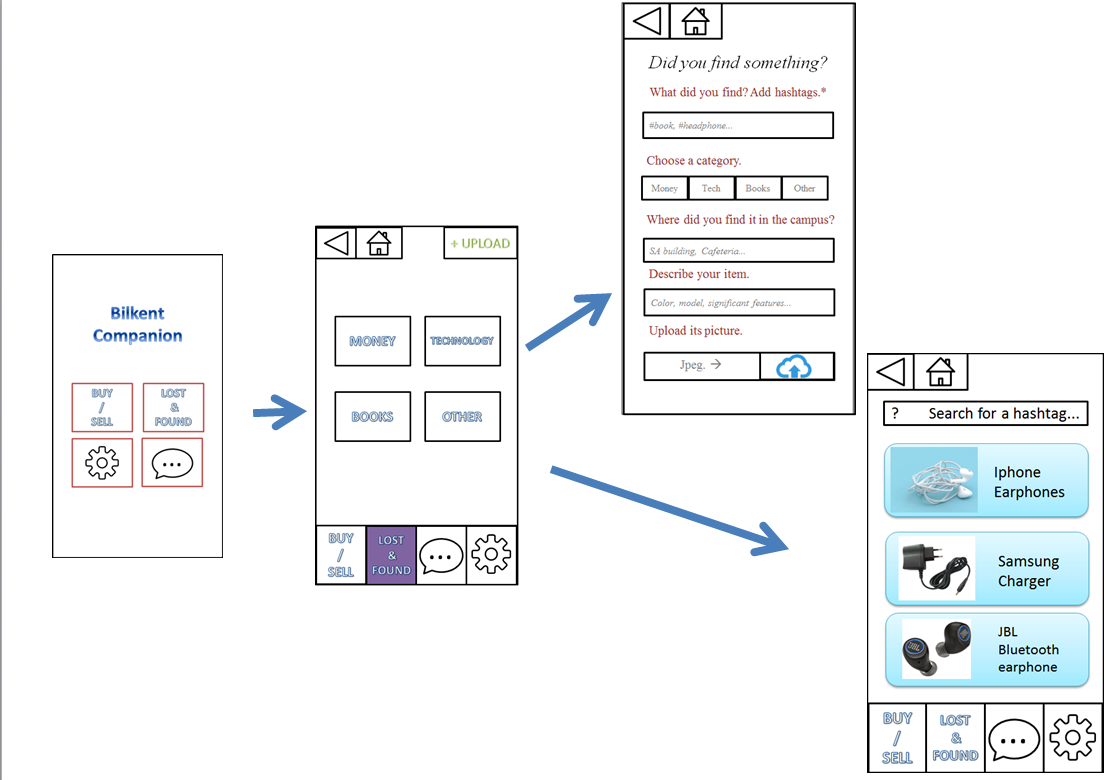 Bilkent
Companion
BUY
/
SELL
LOST
&
FOUND
+ UPLOAD
MONEY
TECHNOLOGY
BOOKS
OTHER
BUY
/
SELL
LOST
&
FOUND
Did you find something?
What did you find? Add hashtags.*
#book, #headphone...
Choose a category.
Money Tech Books Other
Where did you find it in the campus?
SA building, Cafeteria...
Describe your item.
Color, model, significant features...
Upload its picture.
Jpeg. →
? Search for a hashtag...
Iphone
Earphones
Samsung
Charger
JBL
JBL
Bluetooth
earphone
BUY
/
SELL
LOST
&
FOUND